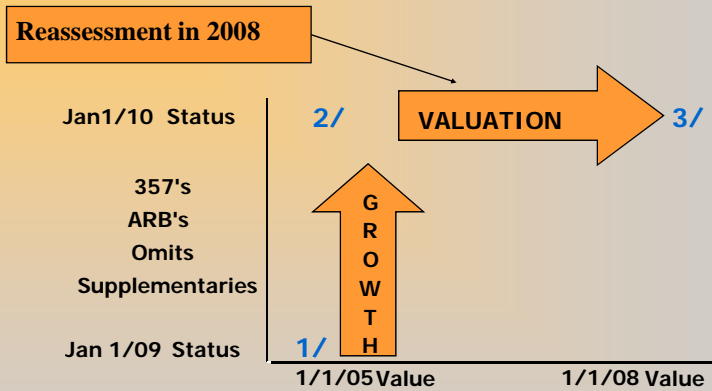 Reassessment in 2008
Jan1/10 Status
2/
VALUATION
3/
357's
ARB's
Omits
Supplementaries
GROWTH
Jan 1/09 Status
1/
1/1/05 Value
1/1/08 Value